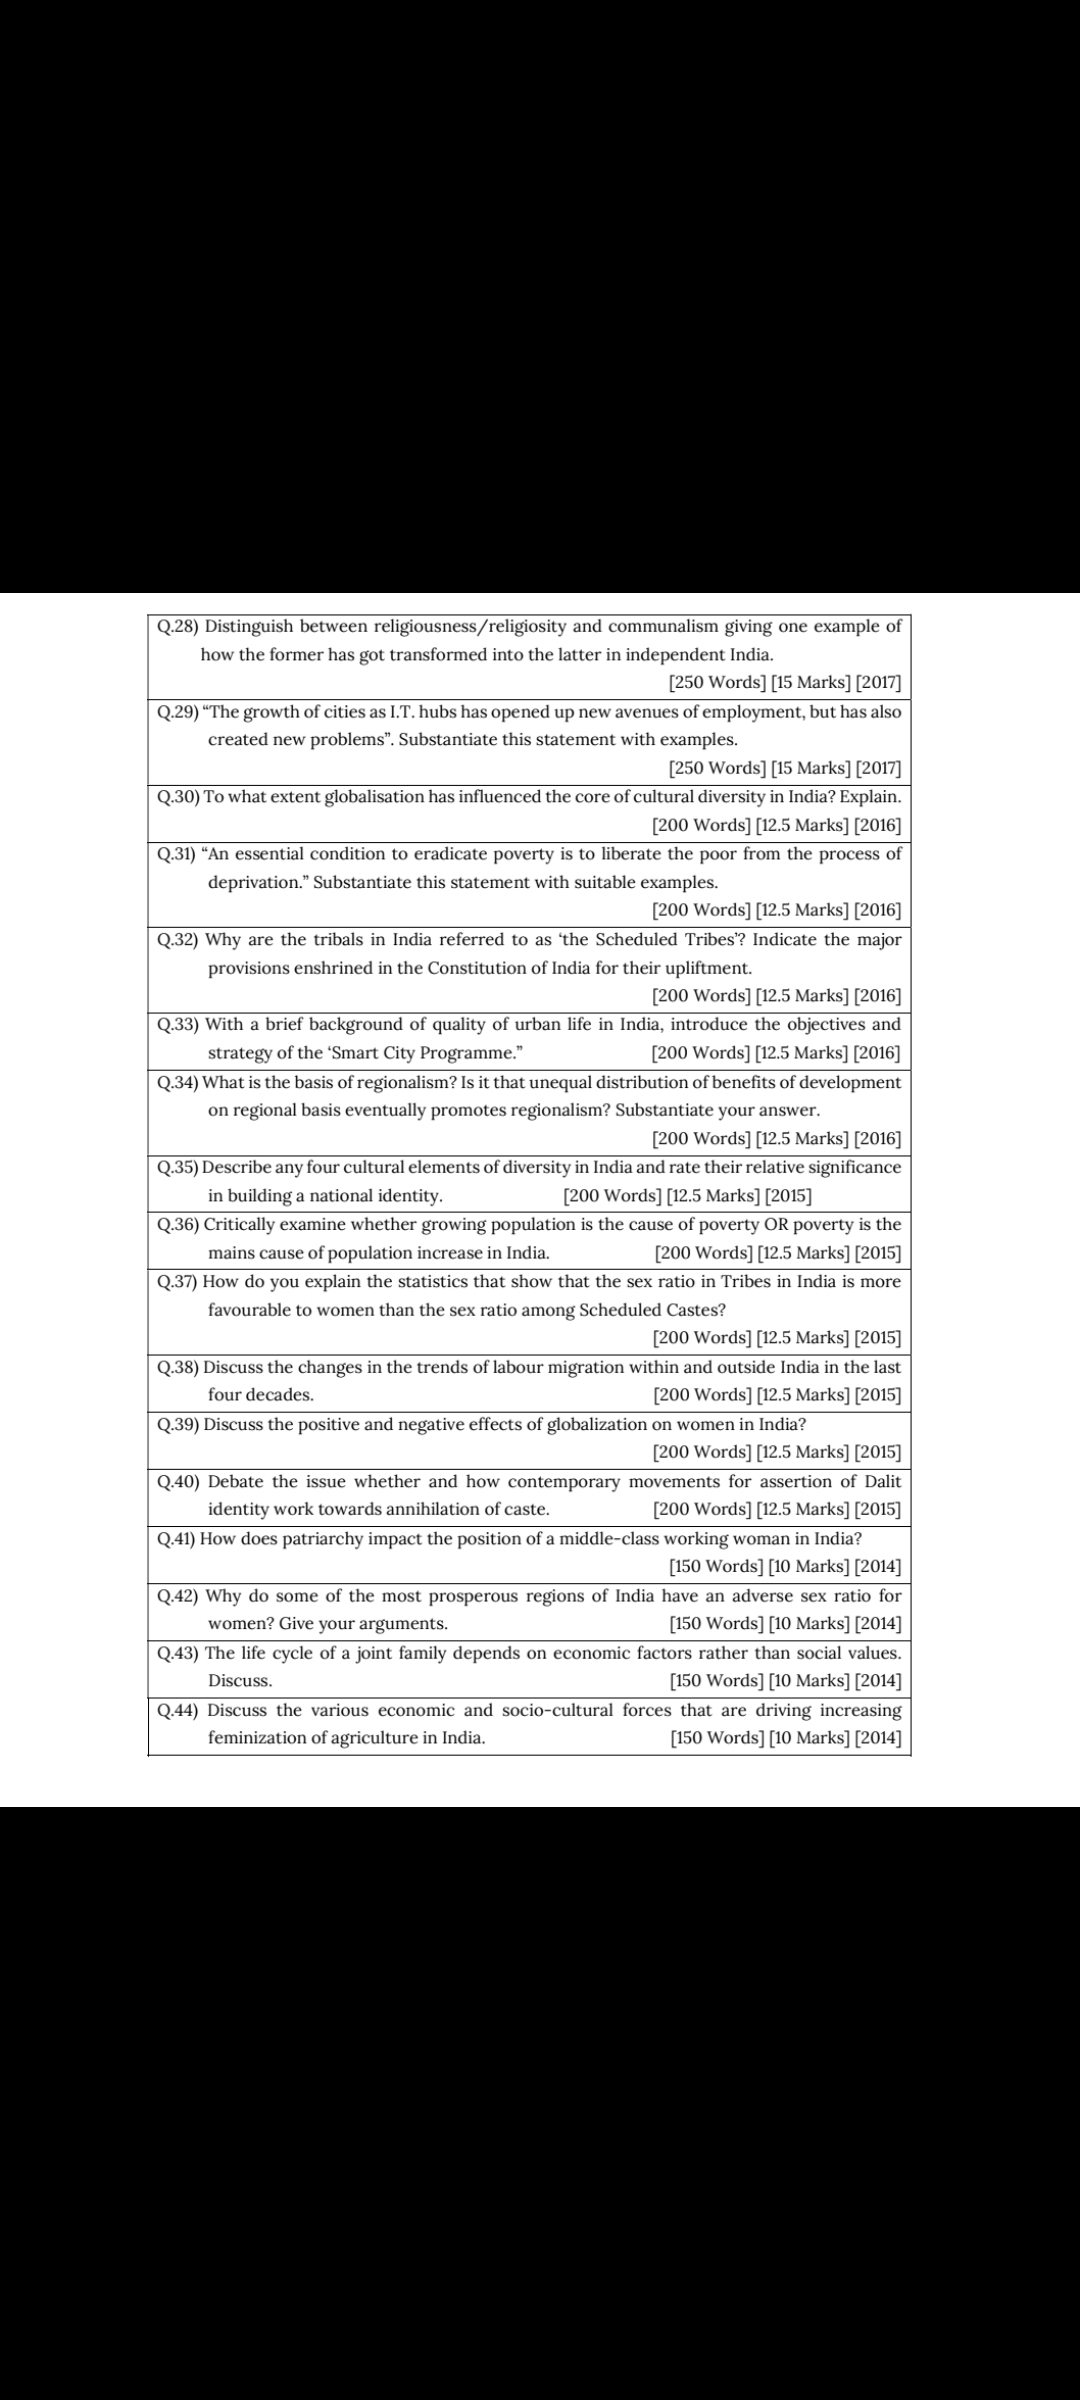 Q.28) Distinguish between religiousness/religiosity and communalism giving one example of
how the former has got transformed into the latter in independent India.
[250 Words] [15 Marks] [2017]
Q.29) “The growth of cities as I.T. hubs has opened up new avenues of employment, but has also
created new problems”. Substantiate this statement with examples.
[250 Words] [15 Marks] [2017]
Q.30) To what extent globalisation has influenced the core of cultural diversity in India? Explain.
[200 Words] [12.5 Marks] [2016]
Q.31) “An essential condition to eradicate poverty is to liberate the poor from the process of
deprivation.” Substantiate this statement with suitable examples.
[200 Words] [12.5 Marks] [2016]
Q.32) Why are the tribals in India referred to as ‘the Scheduled Tribes’? Indicate the major
provisions enshrined in the Constitution of India for their upliftment.
[200 Words] [12.5 Marks] [2016]
Q.33) With a brief background of quality of urban life in India, introduce the objectives and
strategy of the ‘Smart City Programme.” [200 Words] [12.5 Marks] [2016]
Q.34) What is the basis of regionalism? Is it that unequal distribution of benefits of development
on regional basis eventually promotes regionalism? Substantiate your answer.
[200 Words] [12.5 Marks] [2016]
Q.35) Describe any four cultural elements of diversity in India and rate their relative significance
in building a national identity. [200 Words] [12.5 Marks] [2015]
Q.36) Critically examine whether growing population is the cause of poverty OR poverty is the
mains cause of population increase in India. [200 Words] [12.5 Marks] [2015]
Q.37) How do you explain the statistics that show that the sex ratio in Tribes in India is more
favourable to women than the sex ratio among Scheduled Castes?
[200 Words] [12.5 Marks] [2015]
Q.38) Discuss the changes in the trends of labour migration within and outside India in the last
four decades. [200 Words] [12.5 Marks] [2015]
Q.39) Discuss the positive and negative effects of globalization on women in India?
[200 Words] [12.5 Marks] [2015]
Q.40) Debate the issue whether and how contemporary movements for assertion of Dalit
identity work towards annihilation of caste. [200 Words] [12.5 Marks] [2015]
Q.41) How does patriarchy impact the position of a middle-class working woman in India?
[150 Words] [10 Marks] [2014]
Q.42) Why do some of the most prosperous regions of India have an adverse sex ratio for
women? Give your arguments. [150 Words] [10 Marks] [2014]
Q.43) The life cycle of a joint family depends on economic factors rather than social values.
Discuss. [150 Words] [10 Marks] [2014]
Q.44) Discuss the various economic and socio-cultural forces that are driving increasing
feminization of agriculture in India. [150 Words] [10 Marks] [2014]